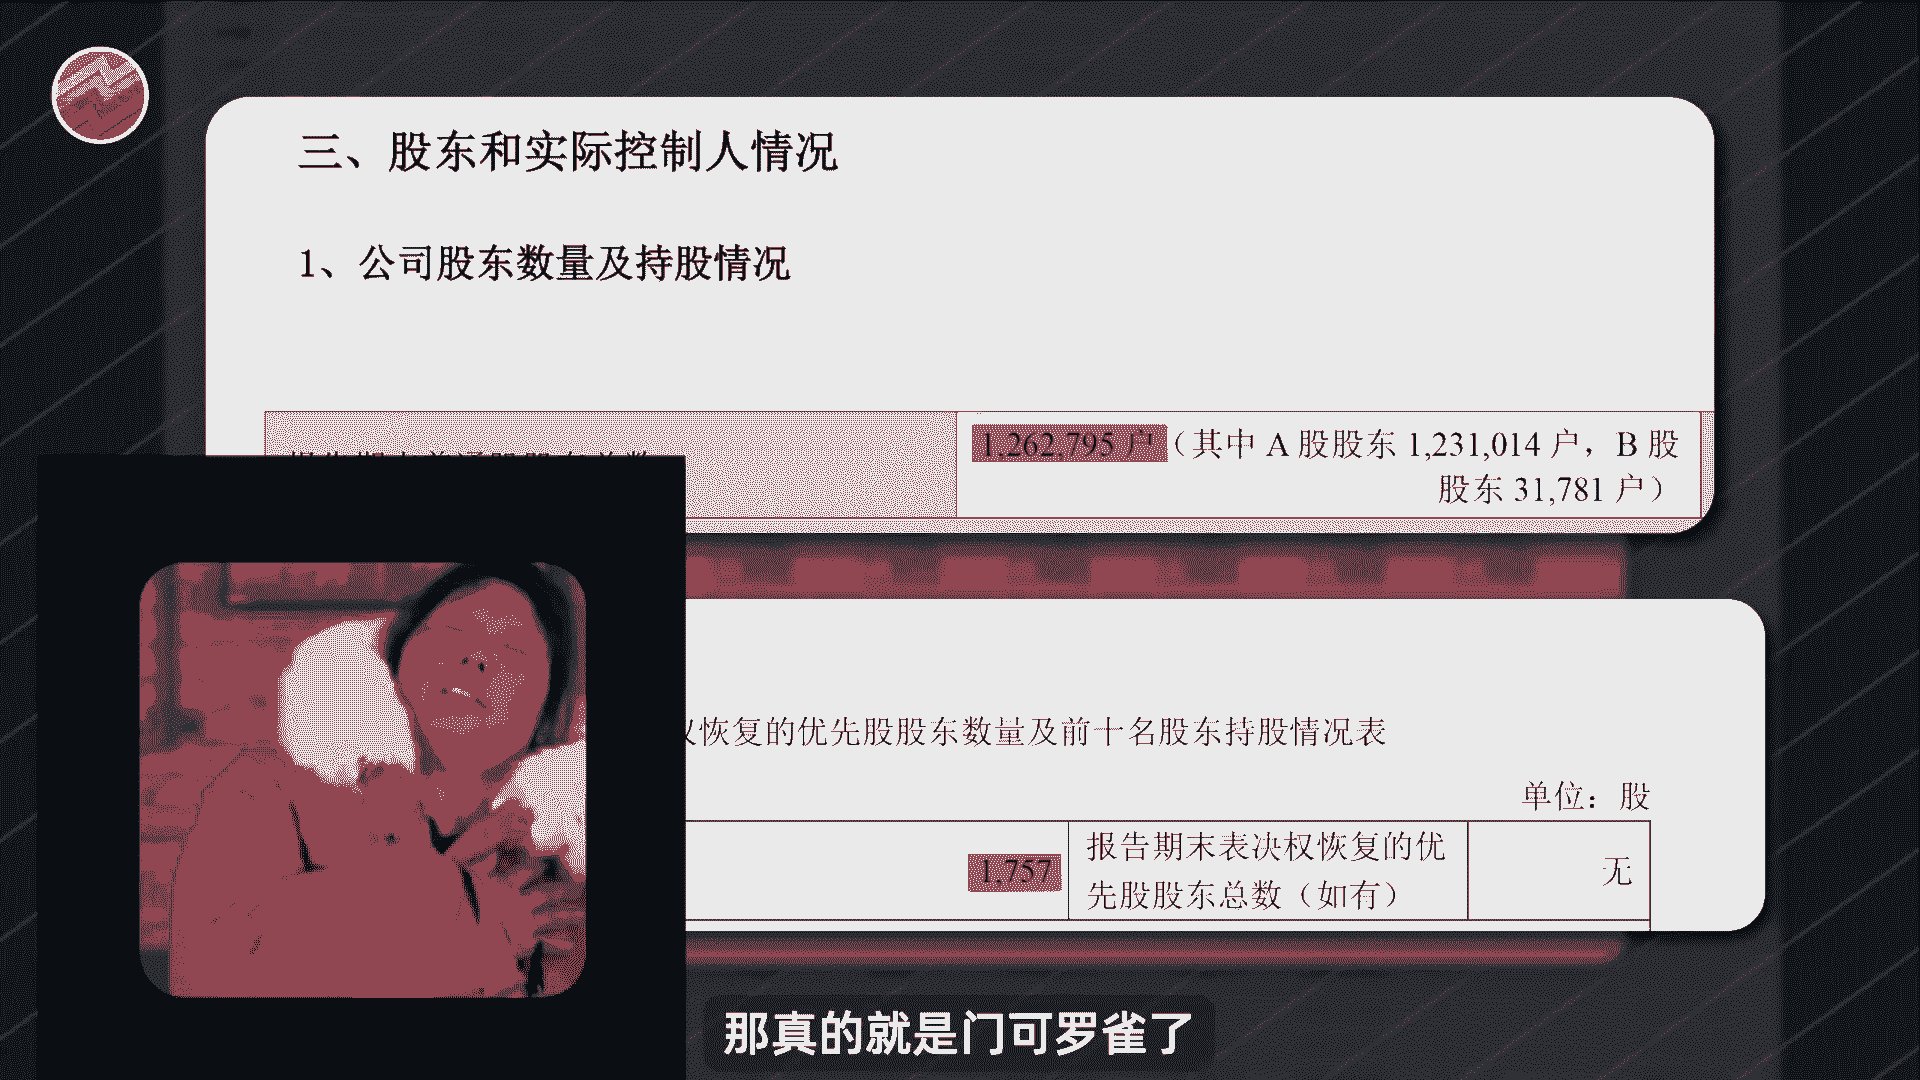 三、股东和实际控制人情况
1、公司股东数量及持股情况
1,262,795 户（其中 A 股股东 1,231,014 户，B 股
股东 31,781 户）
恢复的优先股股东数量及前十名股东持股情况表
单位：股
1,757
报告期末表决权恢复的优
先股股东总数（如有）
无
那真的就是门可罗雀了